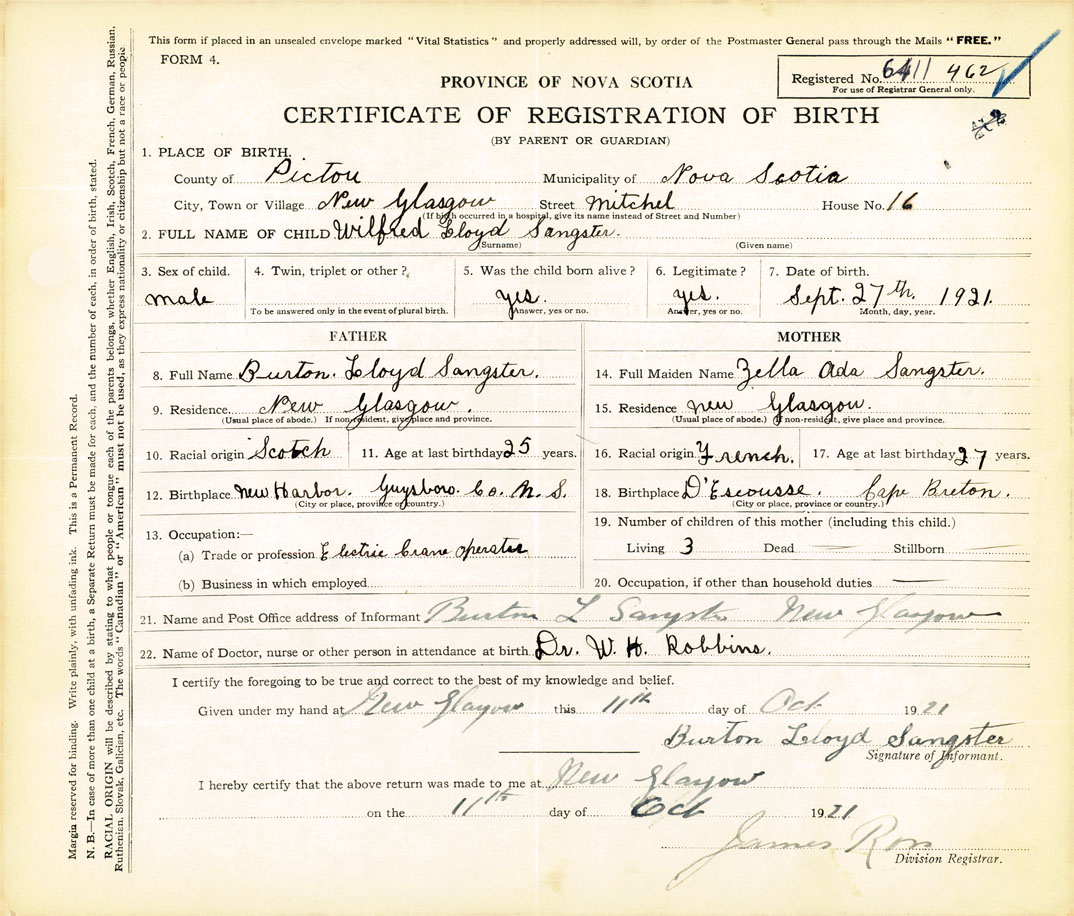 This form if placed in an unsealed envelope marked "Vital Statistics" and properly addressed will, by order of the Postmaster General pass through the Mails "FREE."
FORM 4.
PROVINCE OF NOVA SCOTIA
Registered No. 6411 462
For use of Registrar General only.
CERTIFICATE OF REGISTRATION OF BIRTH
(BY PARENT OR GUARDIAN)
1. PLACE OF BIRTH.
County of Pictou Municipality of Nova Scotia
City, Town or Village New Glasgow Street Mitchel House No. 16
(If birth occurred in a hospital, give its name instead of Street and Number)
2. FULL NAME OF CHILD Wilfred Lloyd Sangster.
(Surname) (Given name)
3. Sex of child. 4. Twin, triplet or other? 5. Was the child born alive? 6. Legitimate? 7. Date of birth.
male yes. yes. Sept. 27th. 1921.
To be answered only in the event of plural birth. Answer, yes or no. Answer, yes or no. Month, day, year.
FATHER
8. Full Name Burton. Lloyd Sangster.
9. Residence New Glasgow.
(Usual place of abode.) If non-resident, give place and province.
10. Racial origin Scotch 11. Age at last birthday 25 years.
12. Birthplace New Harbor. Guysboro. Co. N. S.
(City or place, province or country.)
13. Occupation:—
(a) Trade or profession Electric Crane operator
(b) Business in which employed
MOTHER
14. Full Maiden Name Zella Ada Sangster.
15. Residence New Glasgow.
(Usual place of abode.) If non-resident, give place and province.
16. Racial origin French. 17. Age at last birthday 27 years.
18. Birthplace D'Escousse. Cape Breton.
(City or place, province or country.)
19. Number of children of this mother (including this child.)
Living 3 Dead — Stillborn —
20. Occupation, if other than household duties —
21. Name and Post Office address of Informant Burton L Sangster New Glasgow
22. Name of Doctor, nurse or other person in attendance at birth Dr. W. H. Robbins.
I certify the foregoing to be true and correct to the best of my knowledge and belief.
Given under my hand at New Glasgow this 11th day of Oct 1921
Burton Lloyd Sangster
Signature of Informant.
I hereby certify that the above return was made to me at New Glasgow
on the 11th day of Oct 1921
James Ross
Division Registrar.
Margin reserved for binding. Write plainly, with unfading ink. This is a Permanent Record.
N. B.—In case of more than one child at a birth, a Separate Return must be made for each, and the number of each, in order of birth, stated.
RACIAL ORIGIN will be described by stating to what people or tongue each of the parents belongs, whether English, Irish, Scotch, French, German, Russian,
Ruthenian, Slovak, Galician, etc. The words "Canadian" or "American" must not be used, as they express nationality or citizenship but not a race or people